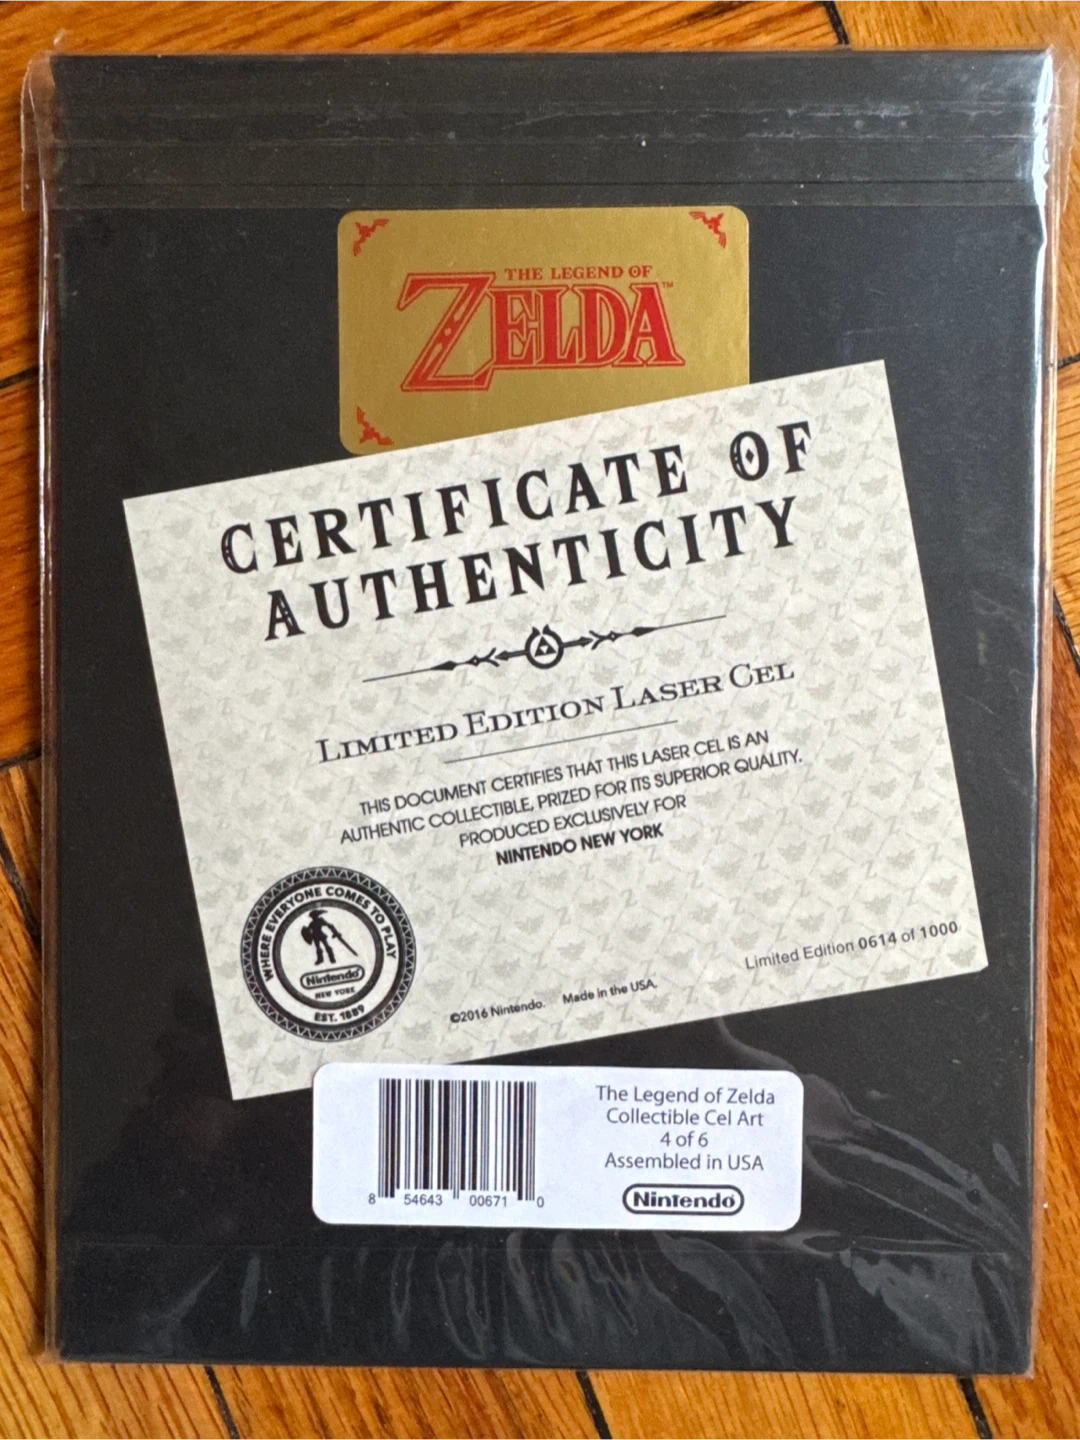 THE LEGEND OF
ZELDA™
CERTIFICATE OF
AUTHENTICITY
LIMITED EDITION LASER CEL
THIS DOCUMENT CERTIFIES THAT THIS LASER CEL IS AN
AUTHENTIC COLLECTIBLE, PRIZED FOR ITS SUPERIOR QUALITY.
PRODUCED EXCLUSIVELY FOR
NINTENDO NEW YORK
WHERE EVERYONE COMES TO PLAY
Nintendo
NEW YORK
EST. 1889
©2016 Nintendo. Made in the USA.
Limited Edition 0614 of 1000
8 54643 00671 0
The Legend of Zelda
Collectible Cel Art
4 of 6
Assembled in USA
Nintendo